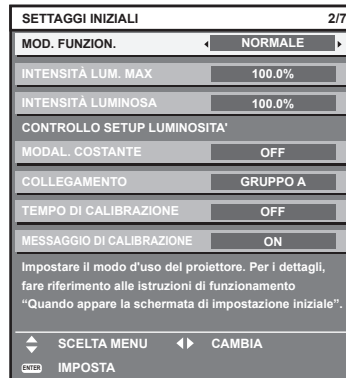 SETTAGGI INIZIALI 2/7
MOD. FUNZION. NORMALE
INTENSITÀ LUM. MAX 100.0%
INTENSITÀ LUMINOSA 100.0%
CONTROLLO SETUP LUMINOSITA'
MODAL. COSTANTE OFF
COLLEGAMENTO GRUPPO A
TEMPO DI CALIBRAZIONE OFF
MESSAGGIO DI CALIBRAZIONE ON
Impostare il modo d'uso del proiettore. Per i dettagli,
fare riferimento alle istruzioni di funzionamento
“Quando appare la schermata di impostazione iniziale”.
SCELTA MENU CAMBIA
ENTER IMPOSTA